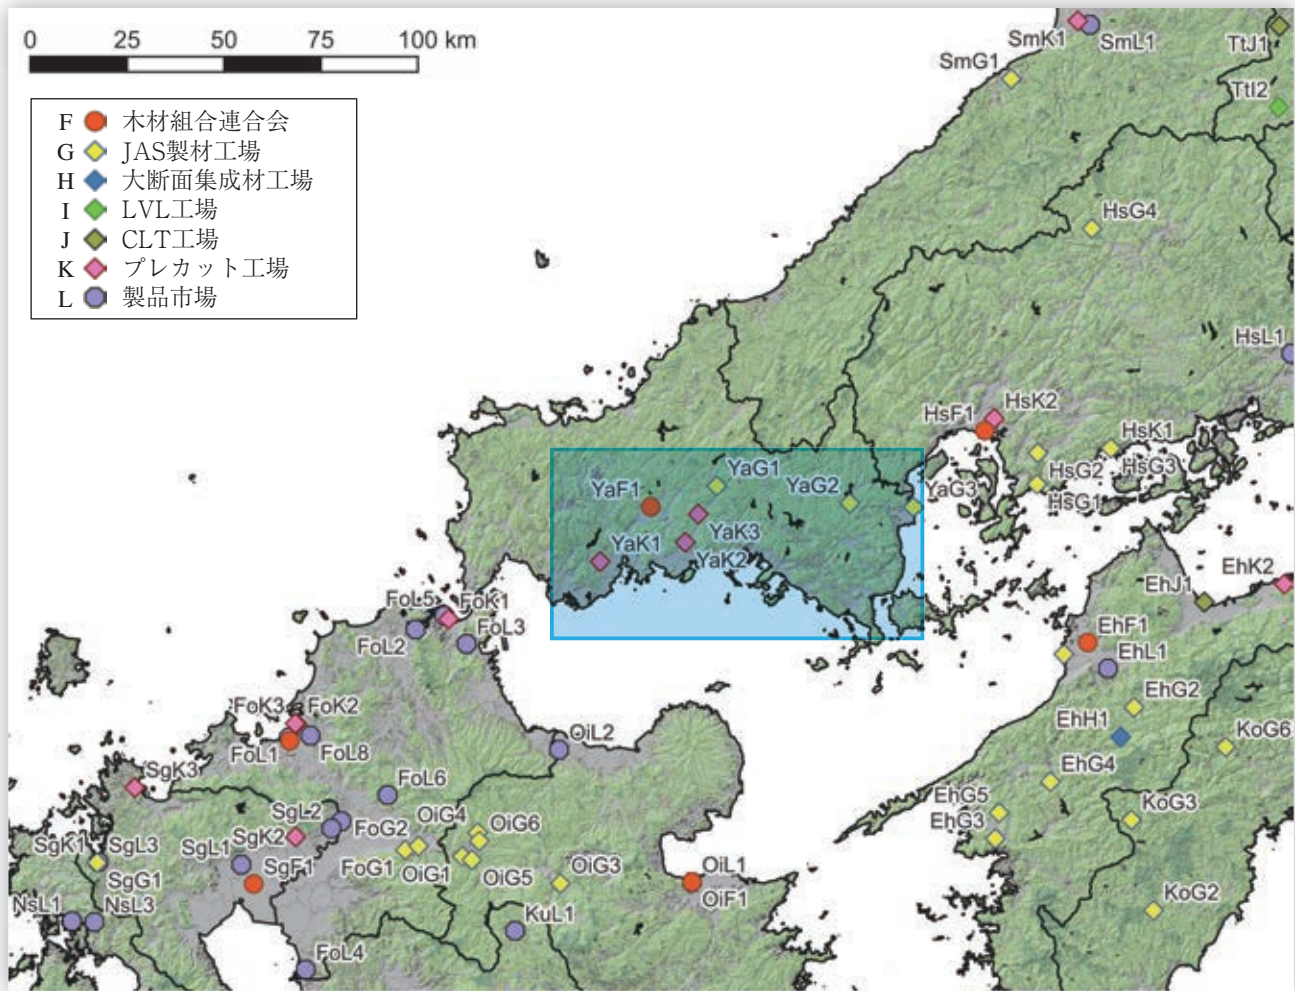 0 25 50 75 100 km
F 木材組合連合会
G JAS製材工場
H 大断面集成材工場
I LVL工場
J CLT工場
K プレカット工場
L 製品市場
SmK1
SmL1
TtJ1
SmG1
TtI2
HsG4
HsL1
HsK2
HsF1
HsK1
HsG2
HsG3
HsG1
YaG1
YaG2
YaG3
YaF1
YaK3
YaK1
YaK2
EhK2
EhJ1
EhF1
EhL1
EhG2
EhH1
KoG6
EhG4
EhG5
KoG3
EhG3
KoG2
FoL5
FoK1
FoL2
FoL3
FoK3
FoK2
FoL1
FoL8
OiL2
SgK3
FoL6
SgL2
OiG4
OiG6
SgK2
FoG2
SgK1
SgL3
SgL1
SgF1
FoG1
OiG1
OiG5
OiG3
OiL1
SgG1
OiF1
NsL1
NsL3
KuL1
FoL4